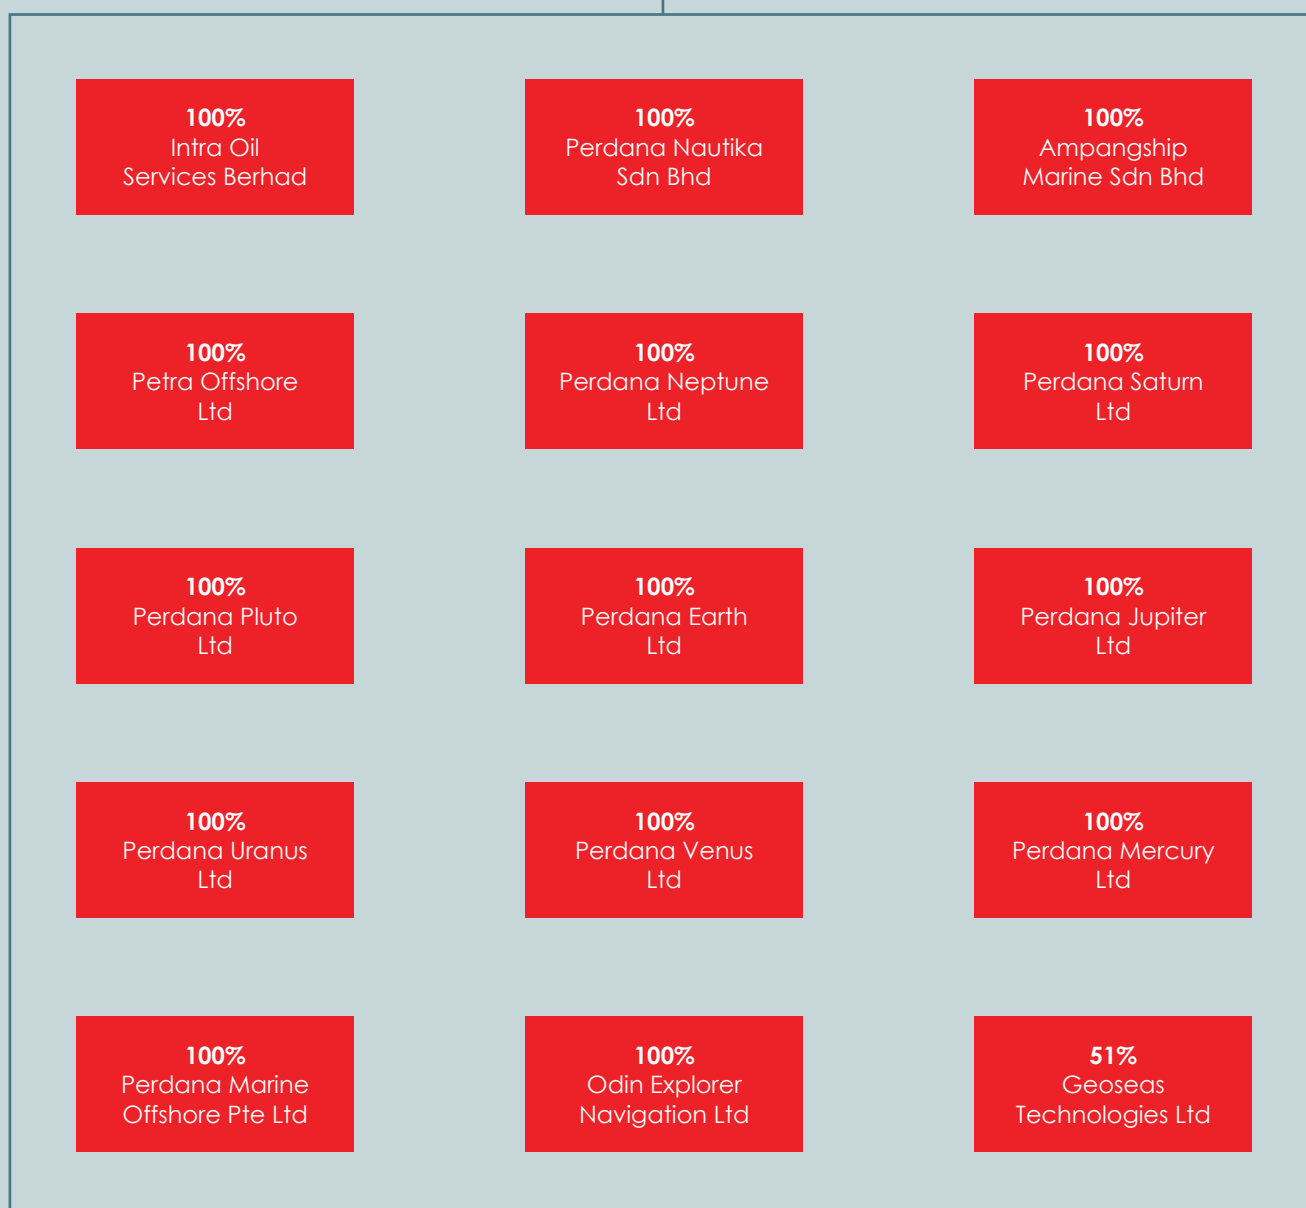 100%
Intra Oil
Services Berhad
100%
Perdana Nautika
Sdn Bhd
100%
Ampangship
Marine Sdn Bhd
100%
Petra Offshore
Ltd
100%
Perdana Neptune
Ltd
100%
Perdana Saturn
Ltd
100%
Perdana Pluto
Ltd
100%
Perdana Earth
Ltd
100%
Perdana Jupiter
Ltd
100%
Perdana Uranus
Ltd
100%
Perdana Venus
Ltd
100%
Perdana Mercury
Ltd
100%
Perdana Marine
Offshore Pte Ltd
100%
Odin Explorer
Navigation Ltd
51%
Geoseas
Technologies Ltd